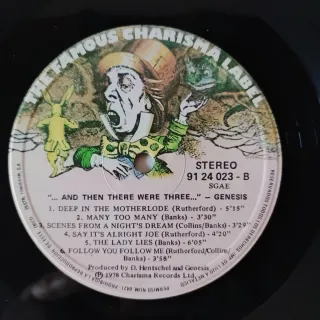 THE FAMOUS CHARISMA LABEL
STEREO
91 24 023 - B
SGAE
"... AND THEN THERE WERE THREE..." - GENESIS
1. DEEP IN THE MOTHERLODE (Rutherford) - 5'15"
2. MANY TOO MANY (Banks) - 3'30"
3. SCENES FROM A NIGHT'S DREAM (Collins/Banks) - 3'29"
4. SAY IT'S ALRIGHT JOE (Rutherford) - 4'20"
5. THE LADY LIES (Banks) - 6'05"
6. FOLLOW YOU FOLLOW ME (Rutherford/Collins/
Banks) - 3'58"
Produced by D. Hentschel and Genesis
℗ 1978 Charisma Records Ltd.